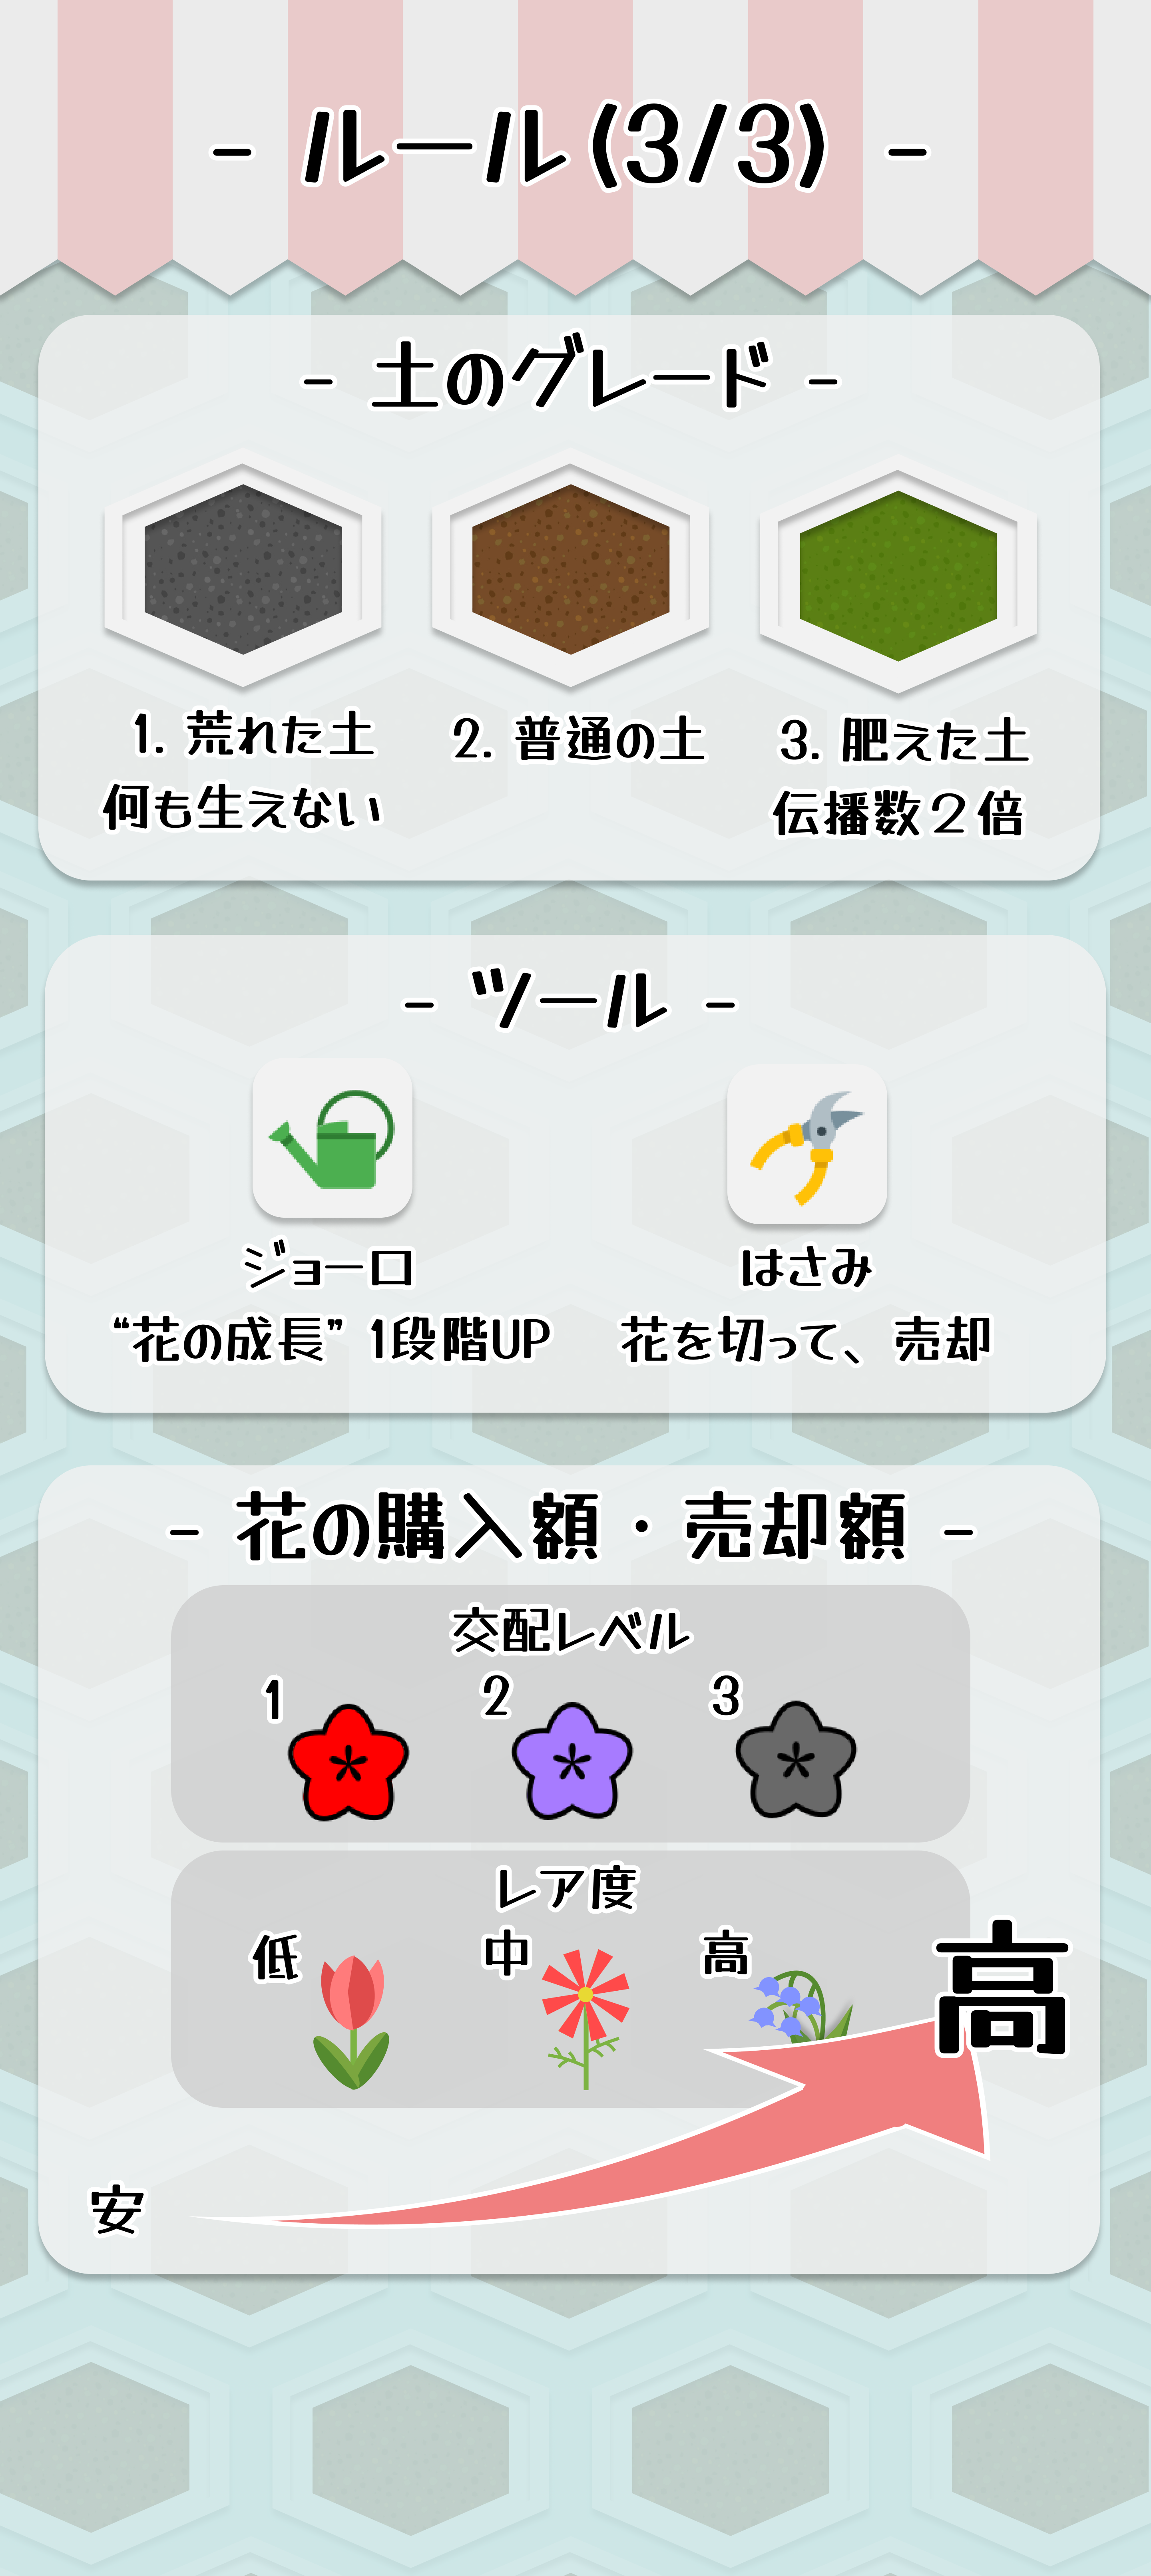 - ルール(3/3) -
- 土のグレード -
1. 荒れた土
何も生えない
2. 普通の土
3. 肥えた土
伝播数２倍
- ツール -
ジョーロ
“花の成長” 1段階UP
はさみ
花を切って、売却
- 花の購入額・売却額 -
交配レベル
1
2
3
レア度
低
中
高
高
安